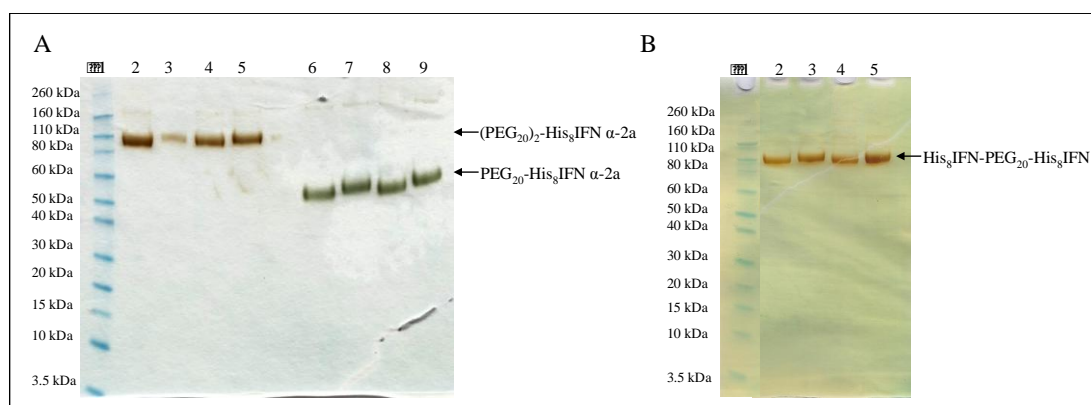 A
B
2 3 4 5 6 7 8 9
260 kDa
160 kDa
110 kDa
80 kDa
60 kDa
50 kDa
40 kDa
30 kDa
20 kDa
15 kDa
10 kDa
3.5 kDa
(PEG₂₀)₂-His₈IFN α-2a
PEG₂₀-His₈IFN α-2a
2 3 4 5
260 kDa
160 kDa
110 kDa
80 kDa
60 kDa
50 kDa
40 kDa
30 kDa
20 kDa
15 kDa
10 kDa
3.5 kDa
His₈IFN-PEG₂₀-His₈IFN